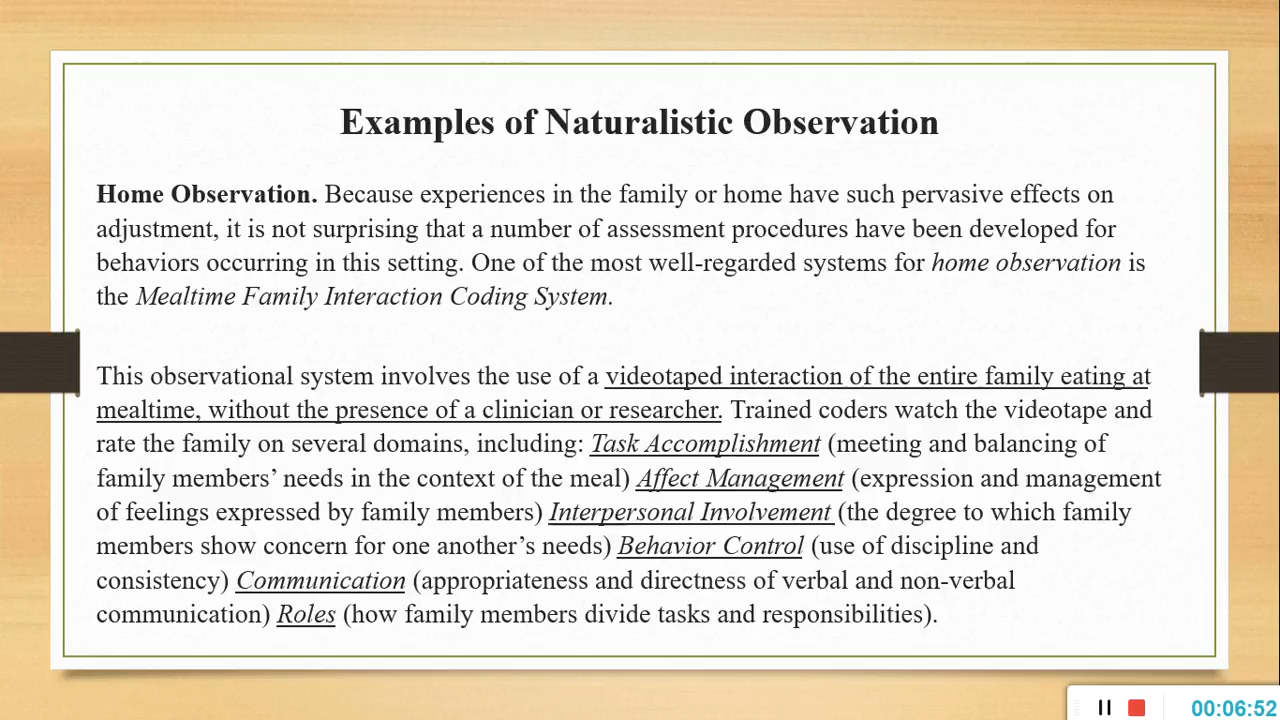 Examples of Naturalistic Observation
Home Observation. Because experiences in the family or home have such pervasive effects on
adjustment, it is not surprising that a number of assessment procedures have been developed for
behaviors occurring in this setting. One of the most well-regarded systems for home observation is
the Mealtime Family Interaction Coding System.
This observational system involves the use of a videotaped interaction of the entire family eating at
mealtime, without the presence of a clinician or researcher. Trained coders watch the videotape and
rate the family on several domains, including: Task Accomplishment (meeting and balancing of
family members’ needs in the context of the meal) Affect Management (expression and management
of feelings expressed by family members) Interpersonal Involvement (the degree to which family
members show concern for one another’s needs) Behavior Control (use of discipline and
consistency) Communication (appropriateness and directness of verbal and non-verbal
communication) Roles (how family members divide tasks and responsibilities).
00:06:52